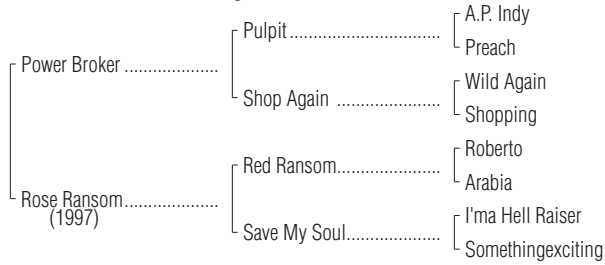 A.P. Indy
Pulpit..................................
Preach
Power Broker ....................
Wild Again
Shop Again ......................
Shopping
Roberto
Red Ransom......................
Arabia
Rose Ransom....................
(1997)
I'ma Hell Raiser
Save My Soul....................
Somethingexciting